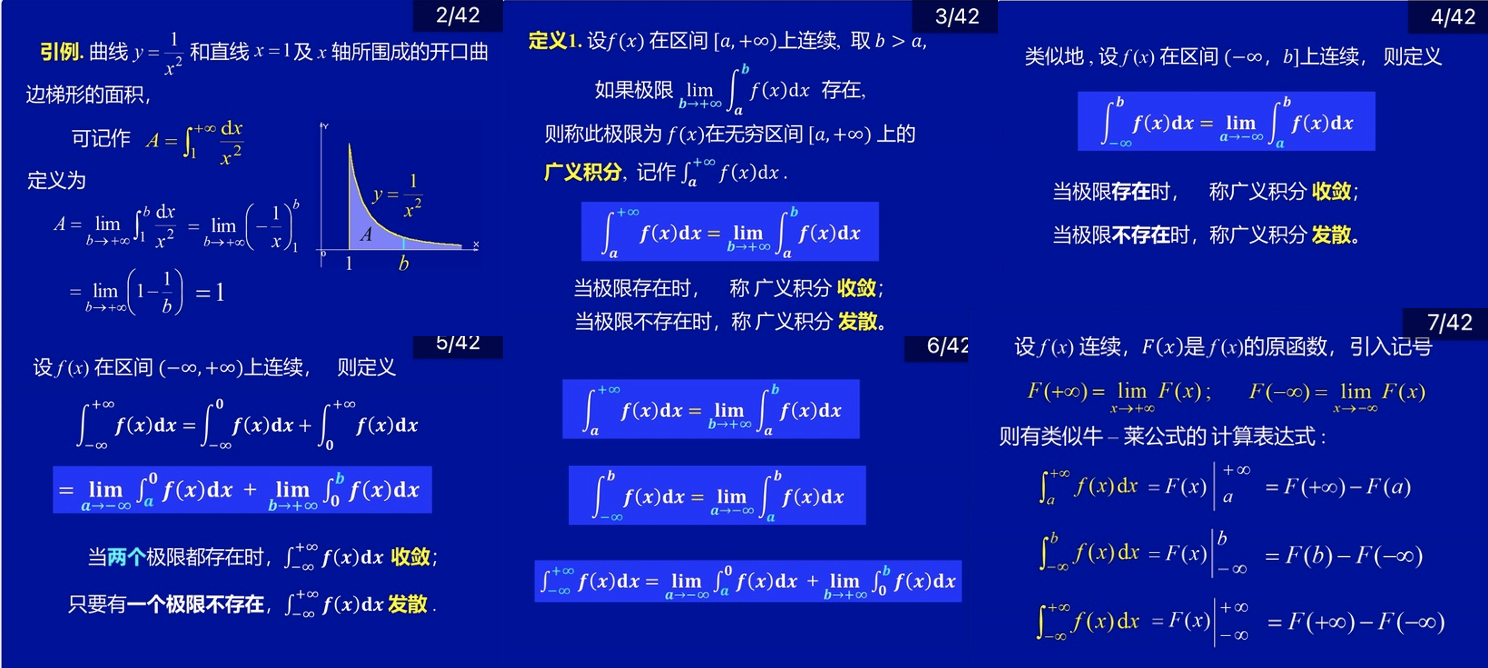 2/42
引例. 曲线 y = 1/x² 和直线 x = 1 及 x 轴所围成的开口曲
边梯形的面积，
可记作 A = ∫₁^{+∞} dx/x²
定义为
A = lim_{b→+∞} ∫₁^b dx/x² = lim_{b→+∞} (−1/x)₁^b
= lim_{b→+∞} (1 − 1/b) = 1
Y
y = 1/x²
A
0 1 b x
3/42
定义1. 设f(x) 在区间 [a, +∞)上连续, 取 b > a,
如果极限 lim_{b→+∞} ∫_a^b f(x)dx 存在,
则称此极限为 f(x)在无穷区间 [a, +∞) 上的
广义积分, 记作 ∫_a^{+∞} f(x)dx .
∫_a^{+∞} f(x)dx = lim_{b→+∞} ∫_a^b f(x)dx
当极限存在时， 称 广义积分 收敛；
当极限不存在时，称 广义积分 发散。
4/42
类似地 , 设 f(x) 在区间 (−∞，b]上连续， 则定义
∫_{−∞}^b f(x)dx = lim_{a→−∞} ∫_a^b f(x)dx
当极限存在时， 称广义积分 收敛；
当极限不存在时，称广义积分 发散。
5/42
设 f(x) 在区间 (−∞, +∞)上连续， 则定义
∫_{−∞}^{+∞} f(x)dx = ∫_{−∞}^0 f(x)dx + ∫_0^{+∞} f(x)dx
= lim_{a→−∞} ∫_a^0 f(x)dx + lim_{b→+∞} ∫_0^b f(x)dx
当两个极限都存在时，∫_{−∞}^{+∞} f(x)dx 收敛；
只要有一个极限不存在，∫_{−∞}^{+∞} f(x)dx 发散 .
6/42
∫_a^{+∞} f(x)dx = lim_{b→+∞} ∫_a^b f(x)dx
∫_{−∞}^b f(x)dx = lim_{a→−∞} ∫_a^b f(x)dx
∫_{−∞}^{+∞} f(x)dx = lim_{a→−∞} ∫_a^0 f(x)dx + lim_{b→+∞} ∫_0^b f(x)dx
7/42
设 f(x) 连续，F(x)是 f(x)的原函数， 引入记号
F(+∞) = lim_{x→+∞} F(x) ; F(−∞) = lim_{x→−∞} F(x)
则有类似牛 – 莱公式的 计算表达式 :
∫_a^{+∞} f(x)dx = F(x)|_a^{+∞} = F(+∞) − F(a)
∫_{−∞}^b f(x)dx = F(x)|_{−∞}^b = F(b) − F(−∞)
∫_{−∞}^{+∞} f(x)dx = F(x)|_{−∞}^{+∞} = F(+∞) − F(−∞)